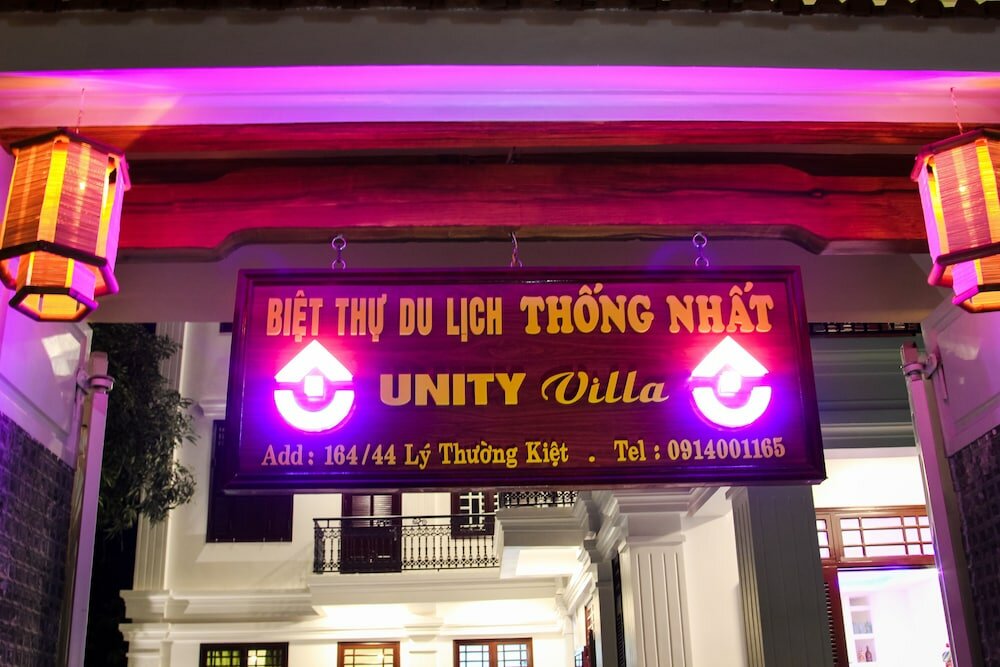 BIỆT THỰ DU LỊCH THỐNG NHẤT
UNITY Villa
Add : 164/44 Lý Thường Kiệt . Tel : 0914001165